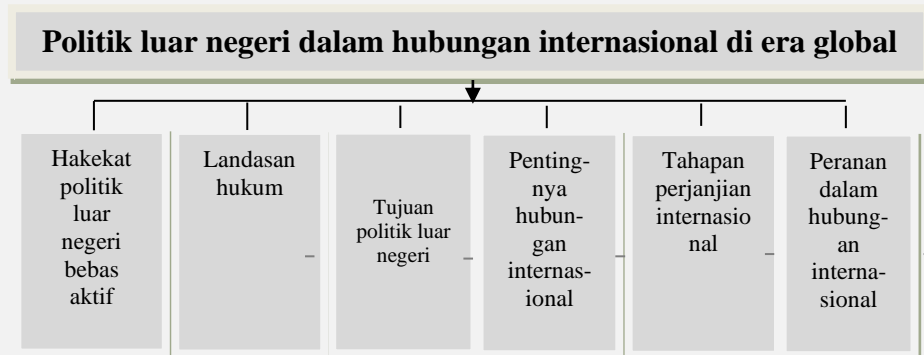 Politik luar negeri dalam hubungan internasional di era global
Hakekat
politik
luar
negeri
bebas
aktif
Landasan
hukum
Tujuan
politik luar
negeri
Penting-
nya
hubun-
gan
internas-
ional
Tahapan
perjanjian
internasio
nal
Peranan
dalam
hubung-
an
interna-
sional